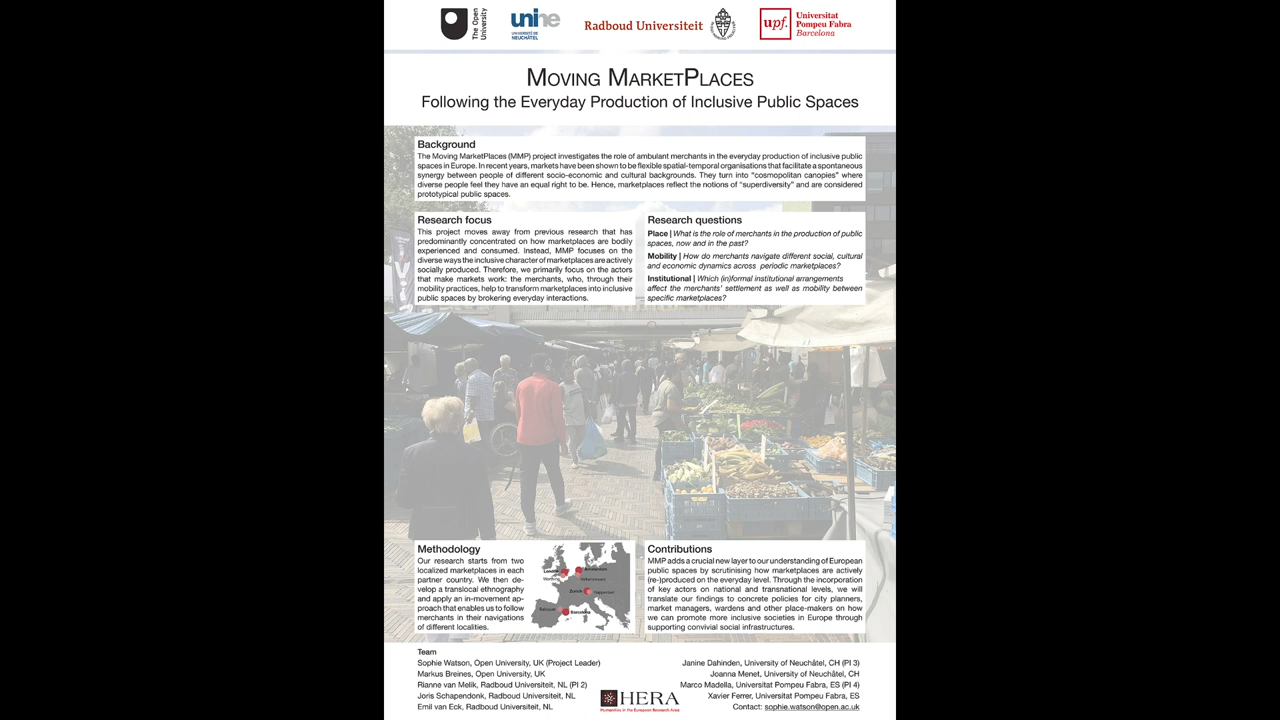 The Open University
unine
UNIVERSITÉ DE
NEUCHÂTEL
Radboud Universiteit
upf.
Universitat
Pompeu Fabra
Barcelona
MOVING MARKETPLACES
Following the Everyday Production of Inclusive Public Spaces
Background
The Moving MarketPlaces (MMP) project investigates the role of ambulant merchants in the everyday production of inclusive public
spaces in Europe. In recent years, markets have been shown to be flexible spatial-temporal organisations that facilitate a spontaneous
synergy between people of different socio-economic and cultural backgrounds. They turn into “cosmopolitan canopies” where
diverse people feel they have an equal right to be. Hence, marketplaces reflect the notions of “superdiversity” and are considered
prototypical public spaces.
Research focus
This project moves away from previous research that has
predominantly concentrated on how marketplaces are bodily
experienced and consumed. Instead, MMP focuses on the
diverse ways the inclusive character of marketplaces are actively
socially produced. Therefore, we primarily focus on the actors
that make markets work: the merchants, who, through their
mobility practices, help to transform marketplaces into inclusive
public spaces by brokering everyday interactions.
Research questions
Place | What is the role of merchants in the production of public
spaces, now and in the past?
Mobility | How do merchants navigate different social, cultural
and economic dynamics across periodic marketplaces?
Institutional | Which (in)formal institutional arrangements
affect the merchants' settlement as well as mobility between
specific marketplaces?
Methodology
Our research starts from two
localized marketplaces in each
partner country. We then de-
velop a translocal ethnography
and apply an in-movement ap-
proach that enables us to follow
merchants in their navigations
of different localities.
London
Amsterdam
Zürich
Barcelona
Contributions
MMP adds a crucial new layer to our understanding of European
public spaces by scrutinising how marketplaces are actively
(re-)produced on the everyday level. Through the incorporation
of key actors on national and transnational levels, we will
translate our findings to concrete policies for city planners,
market managers, wardens and other place-makers on how
we can promote more inclusive societies in Europe through
supporting convivial social infrastructures.
Team
Sophie Watson, Open University, UK (Project Leader)
Markus Breines, Open University, UK
Rianne van Melik, Radboud Universiteit, NL (PI 2)
Joris Schapendonk, Radboud Universiteit, NL
Emil van Eck, Radboud Universiteit, NL
HERA
Humanities in the European Research Area
Janine Dahinden, University of Neuchâtel, CH (PI 3)
Joanna Menet, University of Neuchâtel, CH
Marco Madella, Universitat Pompeu Fabra, ES (PI 4)
Xavier Ferrer, Universitat Pompeu Fabra, ES
Contact: sophie.watson@open.ac.uk